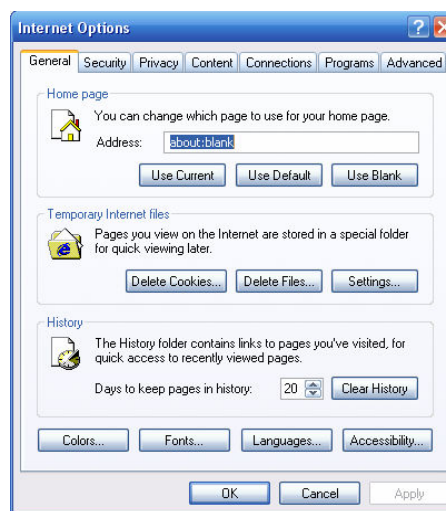 Internet Options
General Security Privacy Content Connections Programs Advanced
Home page
You can change which page to use for your home page.
Address: about:blank
Use Current Use Default Use Blank
Temporary Internet files
Pages you view on the Internet are stored in a special folder
for quick viewing later.
Delete Cookies... Delete Files... Settings...
History
The History folder contains links to pages you've visited, for
quick access to recently viewed pages.
Days to keep pages in history: 20 Clear History
Colors... Fonts... Languages... Accessibility...
OK Cancel Apply